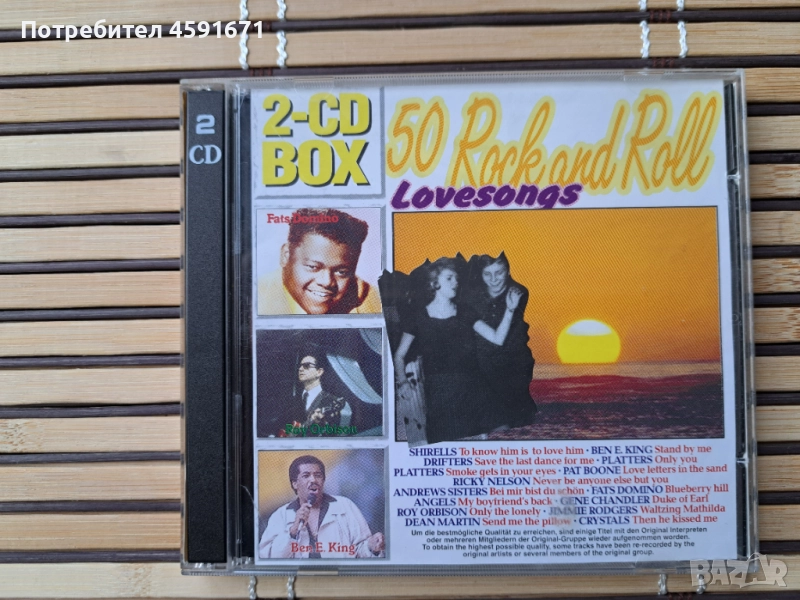 Потребител 4591671
2
CD
2-CD
BOX
50 Rock and Roll
Lovesongs
Fats Domino
Roy Orbison
Ben E. King
SHIRELLS To know him is to love him · BEN E. KING Stand by me
DRIFTERS Save the last dance for me · PLATTERS Only you
PLATTERS Smoke gets in your eyes · PAT BOONE Love letters in the sand
RICKY NELSON Never be anyone else but you
ANDREWS SISTERS Bei mir bist du schön · FATS DOMINO Blueberry hill
ANGELS My boyfriend's back · GENE CHANDLER Duke of Earl
ROY ORBISON Only the lonely · JIMMIE RODGERS Waltzing Mathilda
DEAN MARTIN Send me the pillow · CRYSTALS Then he kissed me
Um die bestmögliche Qualität zu erreichen, sind einige Titel mit den Original Interpreten
oder mehreren Mitgliedern der Original-Gruppe wieder aufgenommen worden.
To obtain the highest possible quality, some tracks have been re-recorded by the
original artists or several members of the original group.
BAZAR